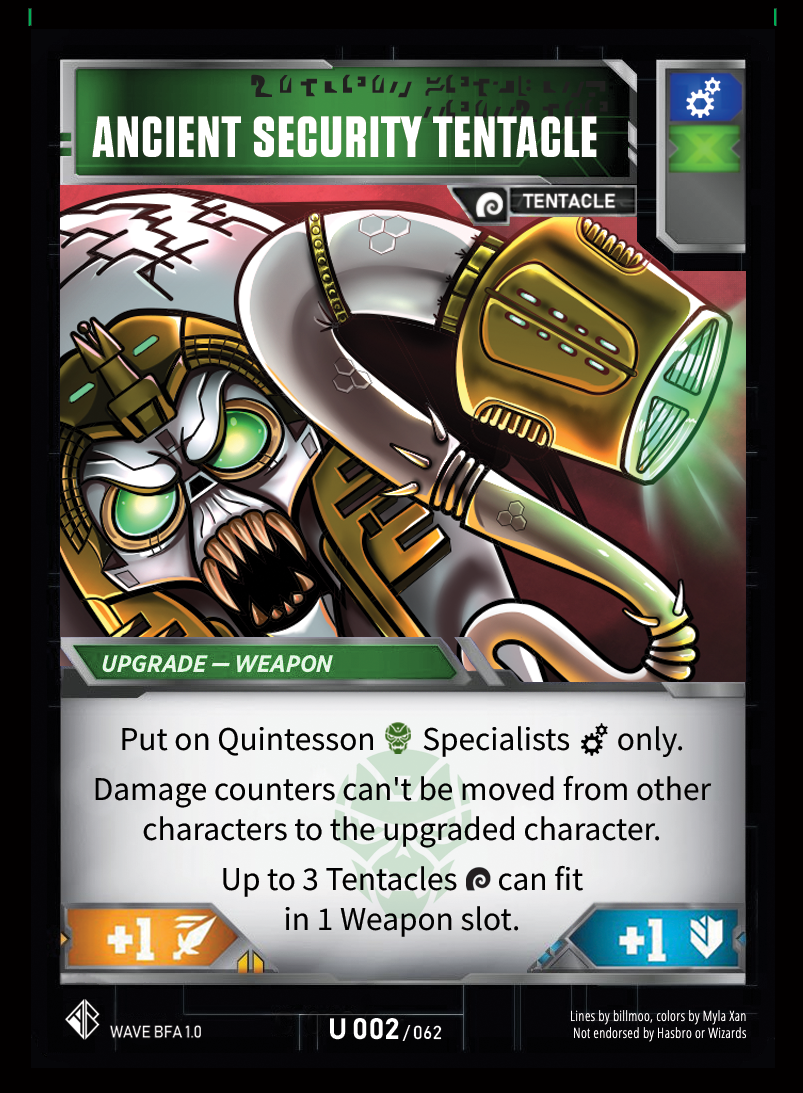 ANCIENT SECURITY TENTACLE
TENTACLE
UPGRADE — WEAPON
Put on Quintesson Specialists only.
Damage counters can't be moved from other
characters to the upgraded character.
Up to 3 Tentacles can fit
in 1 Weapon slot.
+1
+1
WAVE BFA 1.0
U 002/062
Lines by billmoo, colors by Myla Xan
Not endorsed by Hasbro or Wizards